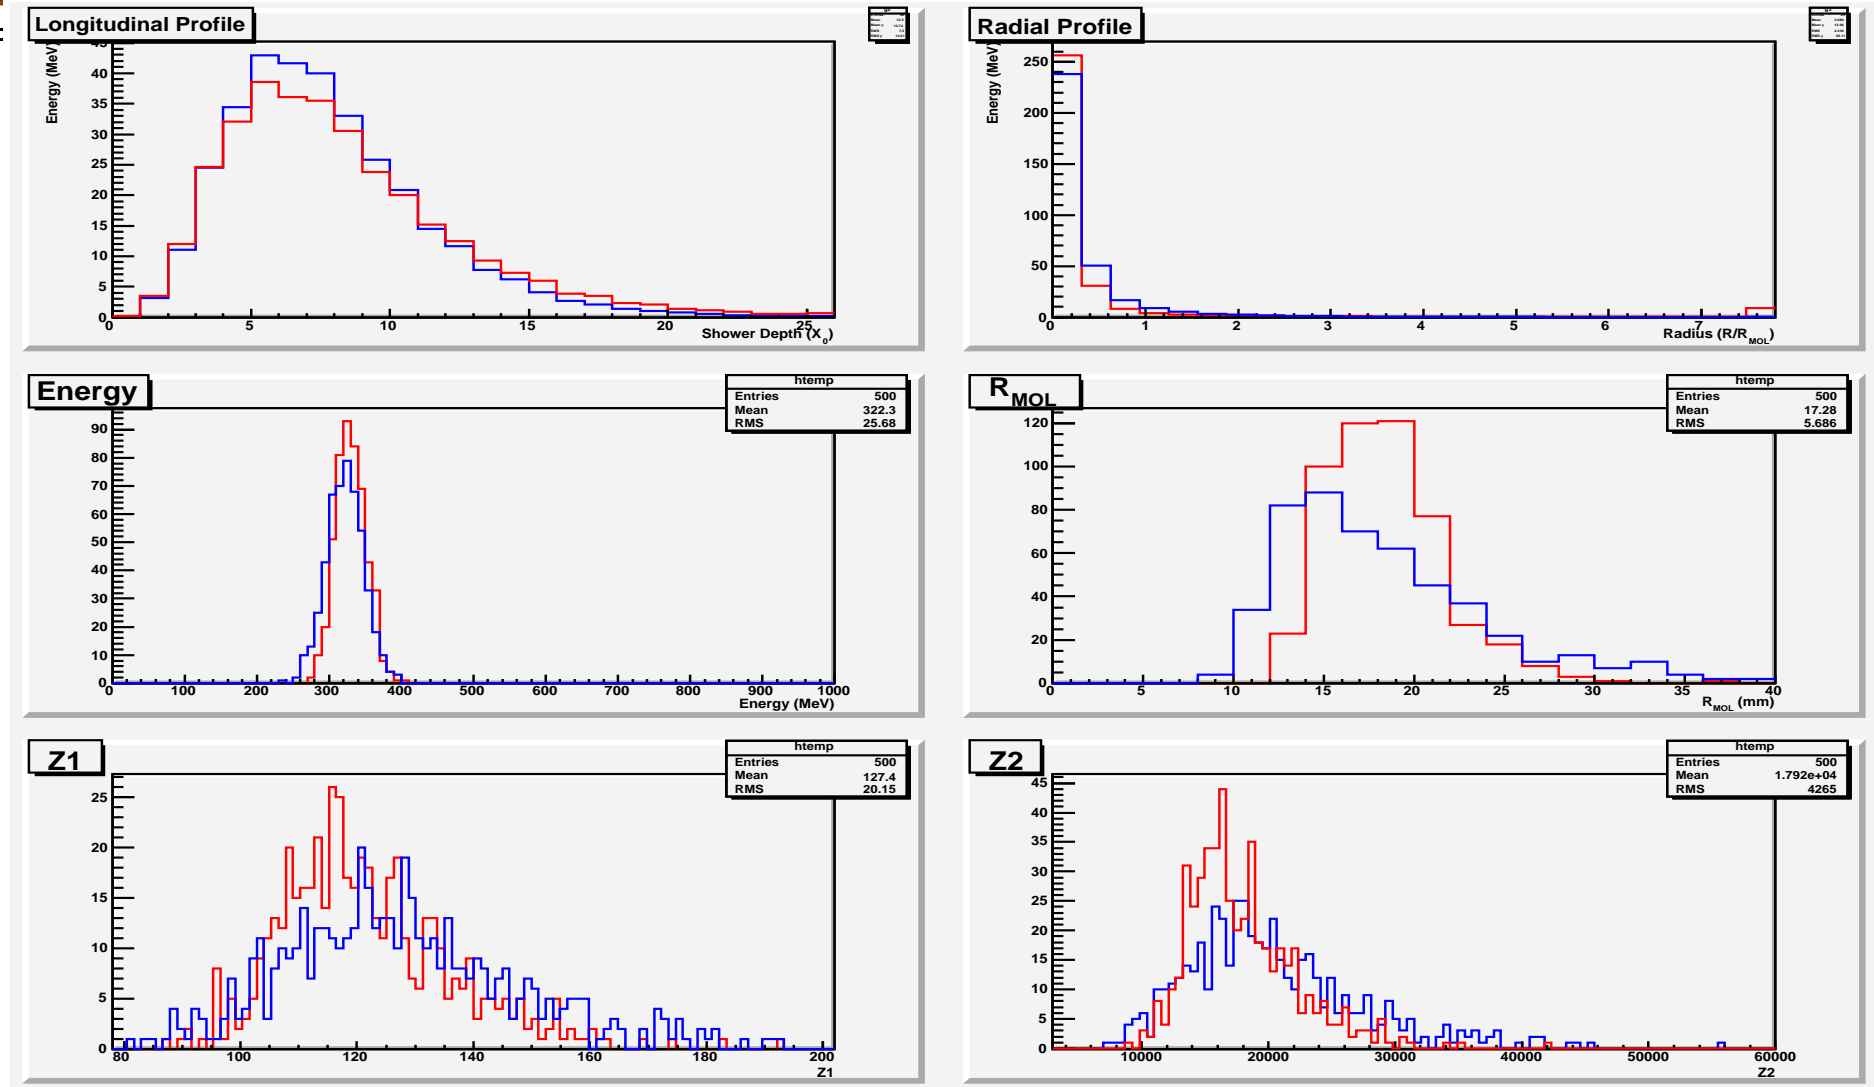 Longitudinal Profile
Energy (MeV)
45
40
35
30
25
20
15
10
5
0
0 5 10 15 20 25
Shower Depth (X0)
Radial Profile
Energy (MeV)
250
200
150
100
50
0
0 1 2 3 4 5 6 7
Radius (R/RMOL)
Energy
htemp
Entries 500
Mean 322.3
RMS 25.68
90
80
70
60
50
40
30
20
10
0
0 100 200 300 400 500 600 700 800 900 1000
Energy (MeV)
RMOL
htemp
Entries 500
Mean 17.28
RMS 5.686
120
100
80
60
40
20
0
0 5 10 15 20 25 30 35 40
RMOL (mm)
Z1
htemp
Entries 500
Mean 127.4
RMS 20.15
25
20
15
10
5
0
80 100 120 140 160 180 200
Z1
Z2
htemp
Entries 500
Mean 1.792e+04
RMS 4265
45
40
35
30
25
20
15
10
5
0
10000 20000 30000 40000 50000 60000
Z2